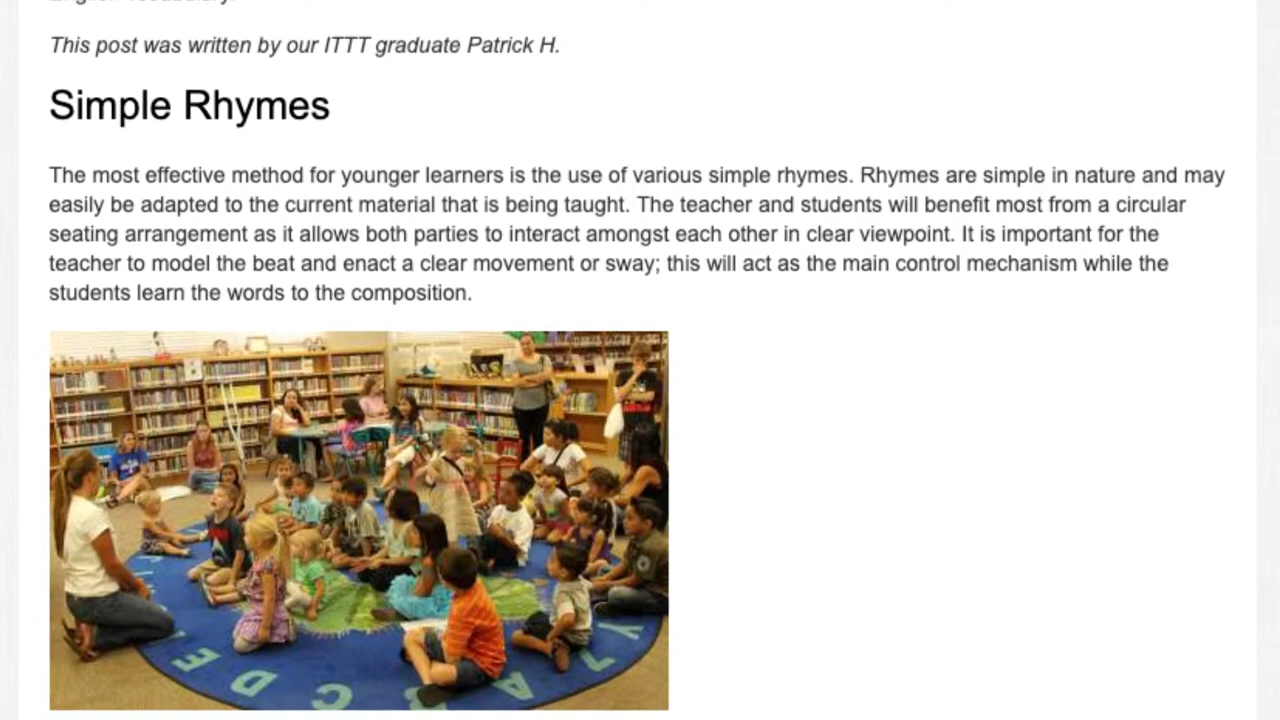 This post was written by our ITTT graduate Patrick H.
Simple Rhymes
The most effective method for younger learners is the use of various simple rhymes. Rhymes are simple in nature and may
easily be adapted to the current material that is being taught. The teacher and students will benefit most from a circular
seating arrangement as it allows both parties to interact amongst each other in clear viewpoint. It is important for the
teacher to model the beat and enact a clear movement or sway; this will act as the main control mechanism while the
students learn the words to the composition.
E D C B A Z Y